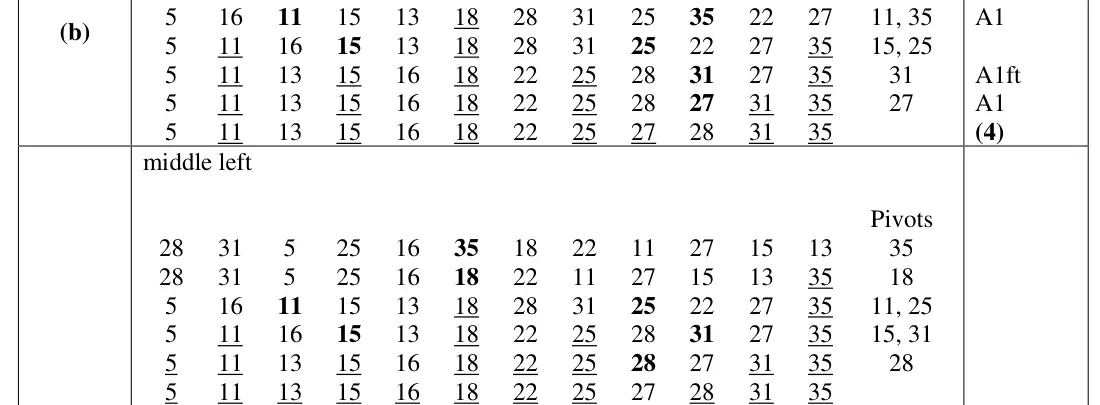 5 16 11 15 13 18 28 31 25 35 22 27 11, 35 A1
(b)
5 11 16 15 13 18 28 31 25 22 27 35 15, 25
5 11 13 15 16 18 22 25 28 31 27 35 31 A1ft
5 11 13 15 16 18 22 25 28 27 31 35 27 A1
5 11 13 15 16 18 22 25 27 28 31 35 (4)
middle left
Pivots
28 31 5 25 16 35 18 22 11 27 15 13 35
28 31 5 25 16 18 22 11 27 15 13 35 18
5 16 11 15 13 18 28 31 25 22 27 35 11, 25
5 11 16 15 13 18 22 25 28 31 27 35 15, 31
5 11 13 15 16 18 22 25 28 27 31 35 28
5 11 13 15 16 18 22 25 27 28 31 35